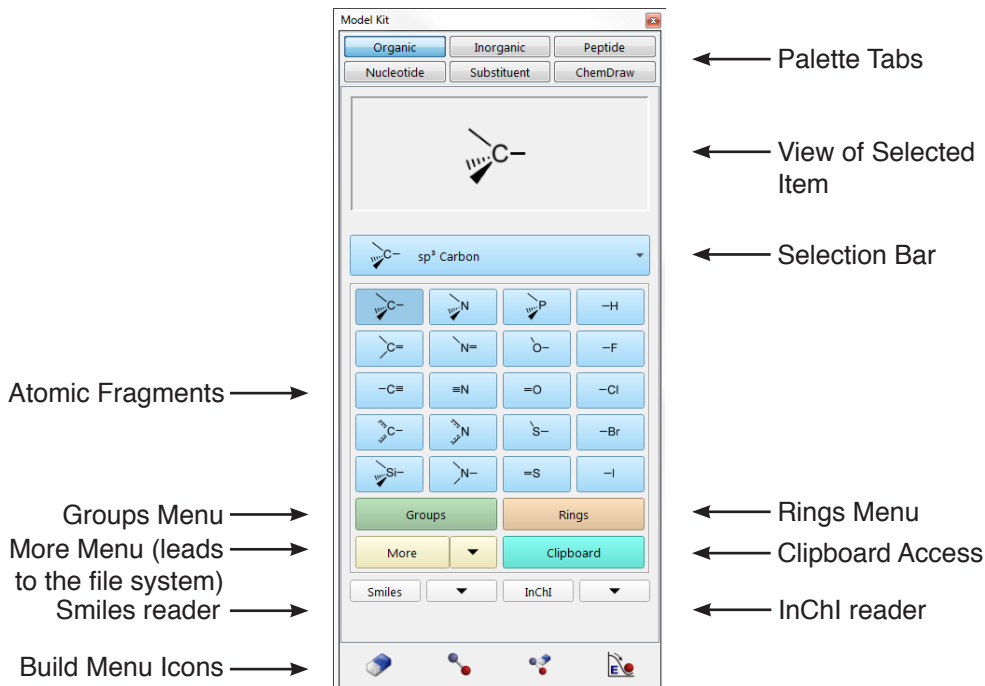 Model Kit
Organic Inorganic Peptide
Nucleotide Substituent ChemDraw
Palette Tabs
C
View of Selected
Item
C sp³ Carbon
Selection Bar
C– N P –H
C= N= O– –F
Atomic Fragments
–C≡ ≡N =O –Cl
C– N S– –Br
Si– N– =S –I
Groups Menu
Groups Rings
Rings Menu
More Menu (leads
to the file system)
More Clipboard
Clipboard Access
Smiles reader
Smiles InChI
InChI reader
Build Menu Icons
E